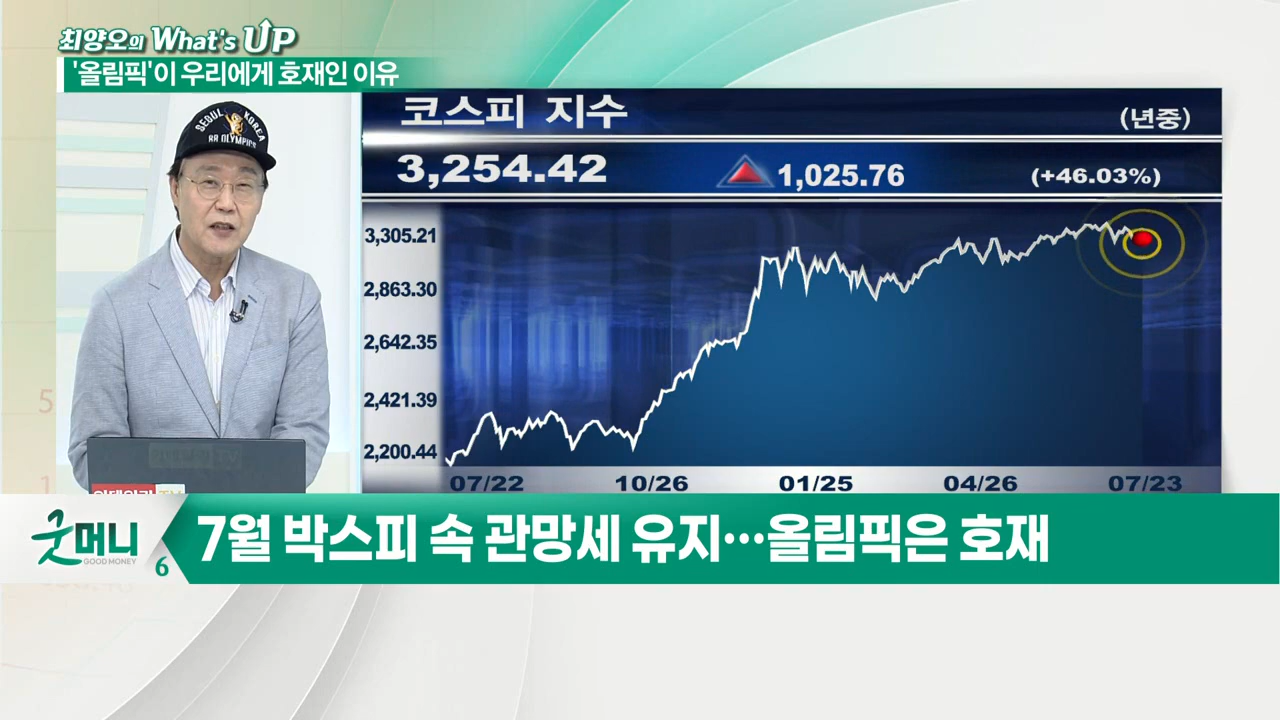 최양오의 What's UP
'올림픽'이 우리에게 호재인 이유
SEOUL KOREA
88 OLYMPICS
코스피 지수 (년중)
3,254.42 ▲ 1,025.76 (+46.03%)
3,305.21
2,863.30
2,642.35
2,421.39
2,200.44
07/22 10/26 01/25 04/26 07/23
굿머니
GOOD MONEY
6
7월 박스피 속 관망세 유지…올림픽은 호재